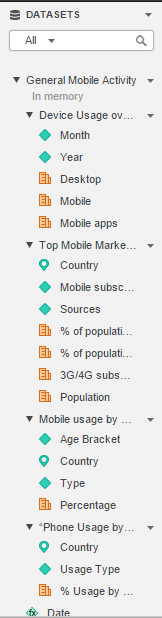 DATASETS
All
General Mobile Activity
In memory
Device Usage ov...
Month
Year
Desktop
Mobile
Mobile apps
Top Mobile Marke...
Country
Mobile subsc...
Sources
% of populati...
% of populati...
3G/4G subs...
Population
Mobile usage by ...
Age Bracket
Country
Type
Percentage
"Phone Usage by...
Country
Usage Type
% Usage by ...
fx Date